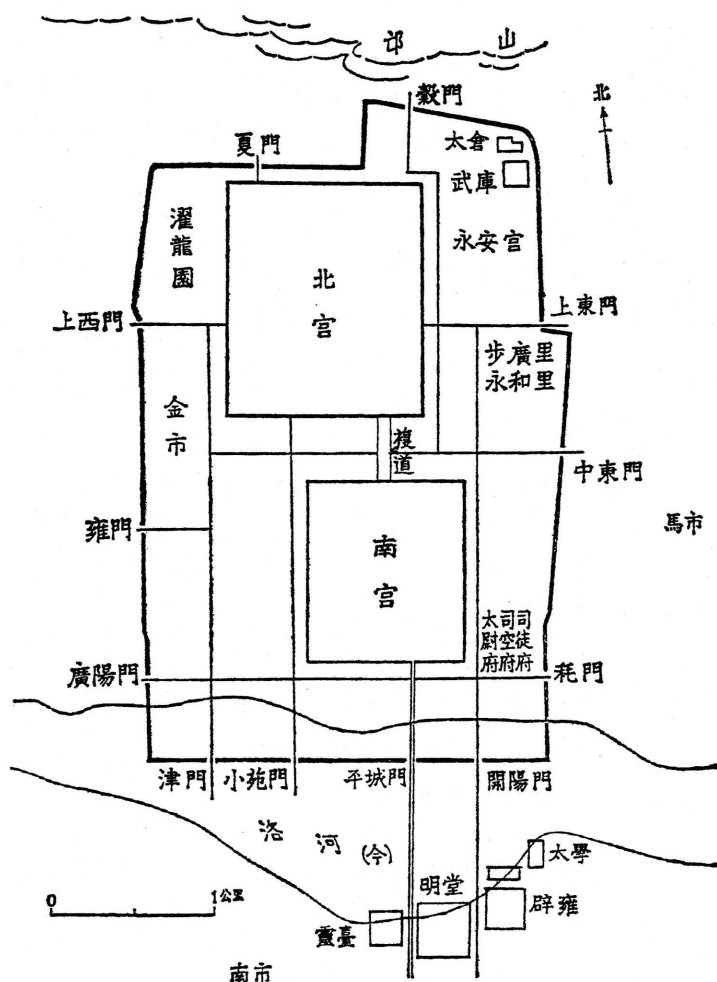 邙山
北
穀門
太倉
夏門
武庫
濯龍園
永安宫
北宫
上西門
上東門
步廣里
永和里
金市
複道
中東門
雍門
馬市
南宫
太尉府
司空府
司徒府
廣陽門
秏門
津門
小苑門
平城門
開陽門
洛河(今)
太學
明堂
辟雍
0
1公里
靈臺
南市